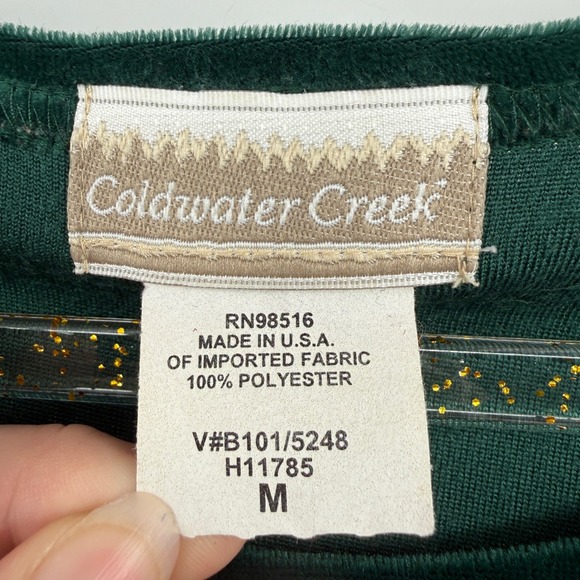 Coldwater Creek
RN98516
MADE IN U.S.A.
OF IMPORTED FABRIC
100% POLYESTER
V#B101/5248
H11785
M